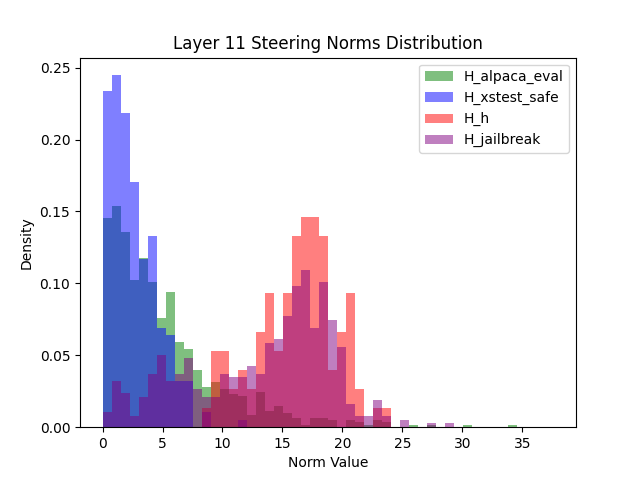 Layer 11 Steering Norms Distribution
H_alpaca_eval
H_xstest_safe
H_h
H_jailbreak
0.25
0.20
0.15
0.10
0.05
0.00
Density
0
5
10
15
20
25
30
35
Norm Value